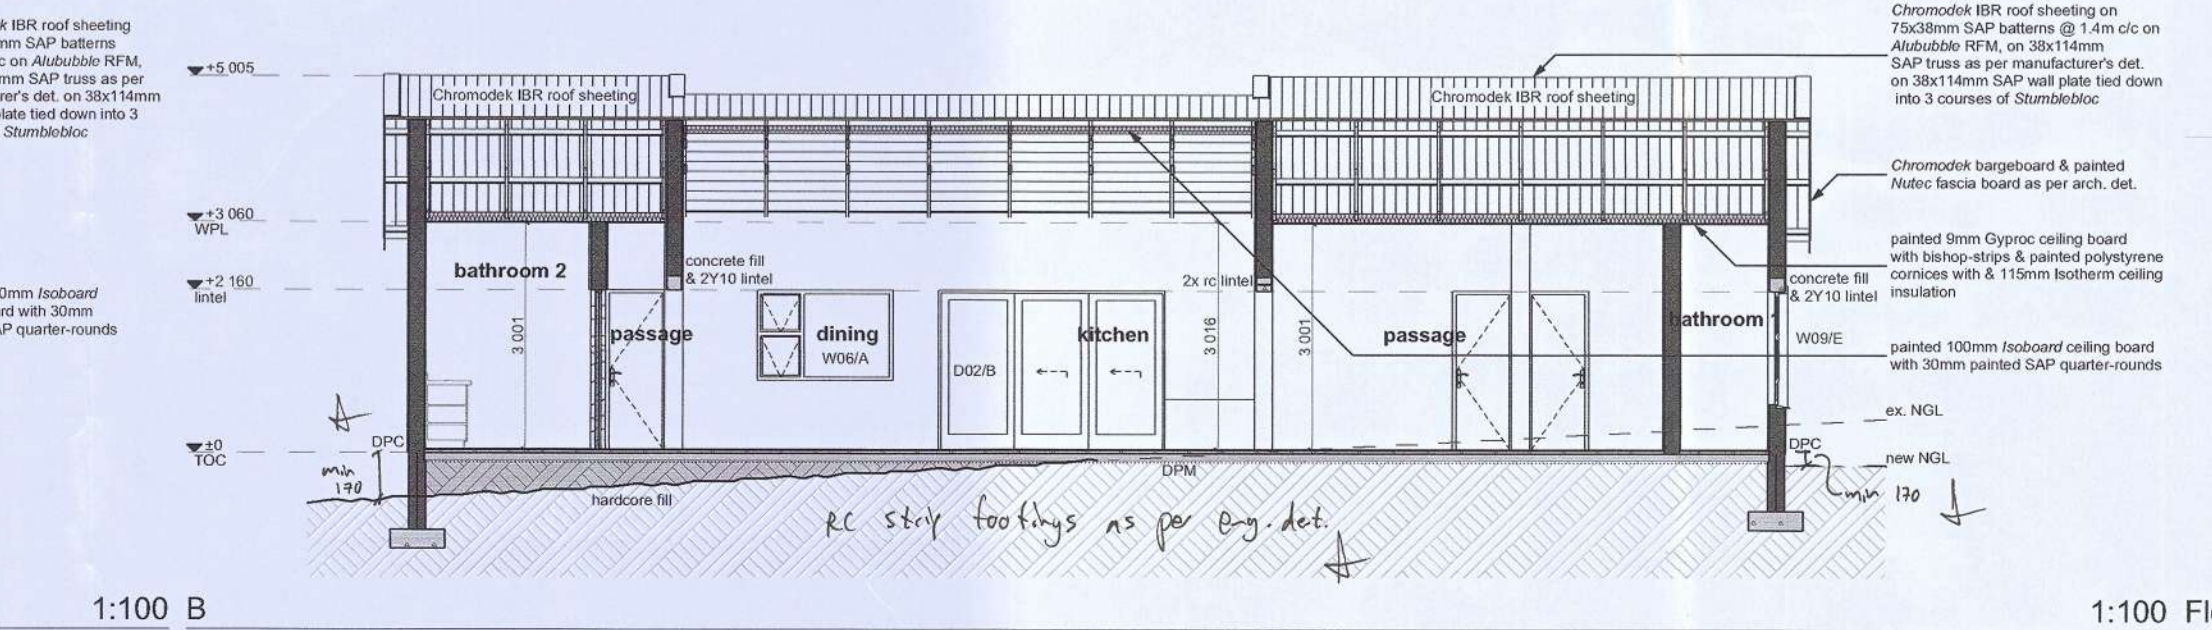 k IBR roof sheeting
mm SAP batterns
c on Alububble RFM,
mm SAP truss as per
rer's det. on 38x114mm
late tied down into 3
Stumblebloc
0mm Isoboard
rd with 30mm
AP quarter-rounds
+5 005
+3 060
WPL
+2 160
lintel
±0
TOC
Chromodek IBR roof sheeting
Chromodek IBR roof sheeting
bathroom 2
concrete fill
& 2Y10 lintel
2x rc lintel
passage
dining
W06/A
kitchen
D02/B
passage
bathroom
3 001
3 016
3 001
DPC
min
170
hardcore fill
DPM
RC strip footings as per eng. det.
Chromodek IBR roof sheeting on
75x38mm SAP batterns @ 1.4m c/c on
Alububble RFM, on 38x114mm
SAP truss as per manufacturer's det.
on 38x114mm SAP wall plate tied down
into 3 courses of Stumblebloc
Chromodek bargeboard & painted
Nutec fascia board as per arch. det.
painted 9mm Gyproc ceiling board
with bishop-strips & painted polystyrene
cornices with & 115mm Isotherm ceiling
insulation
concrete fill
& 2Y10 lintel
W09/E
painted 100mm Isoboard ceiling board
with 30mm painted SAP quarter-rounds
ex. NGL
DPC
new NGL
min 170
1:100 B
1:100 Fl